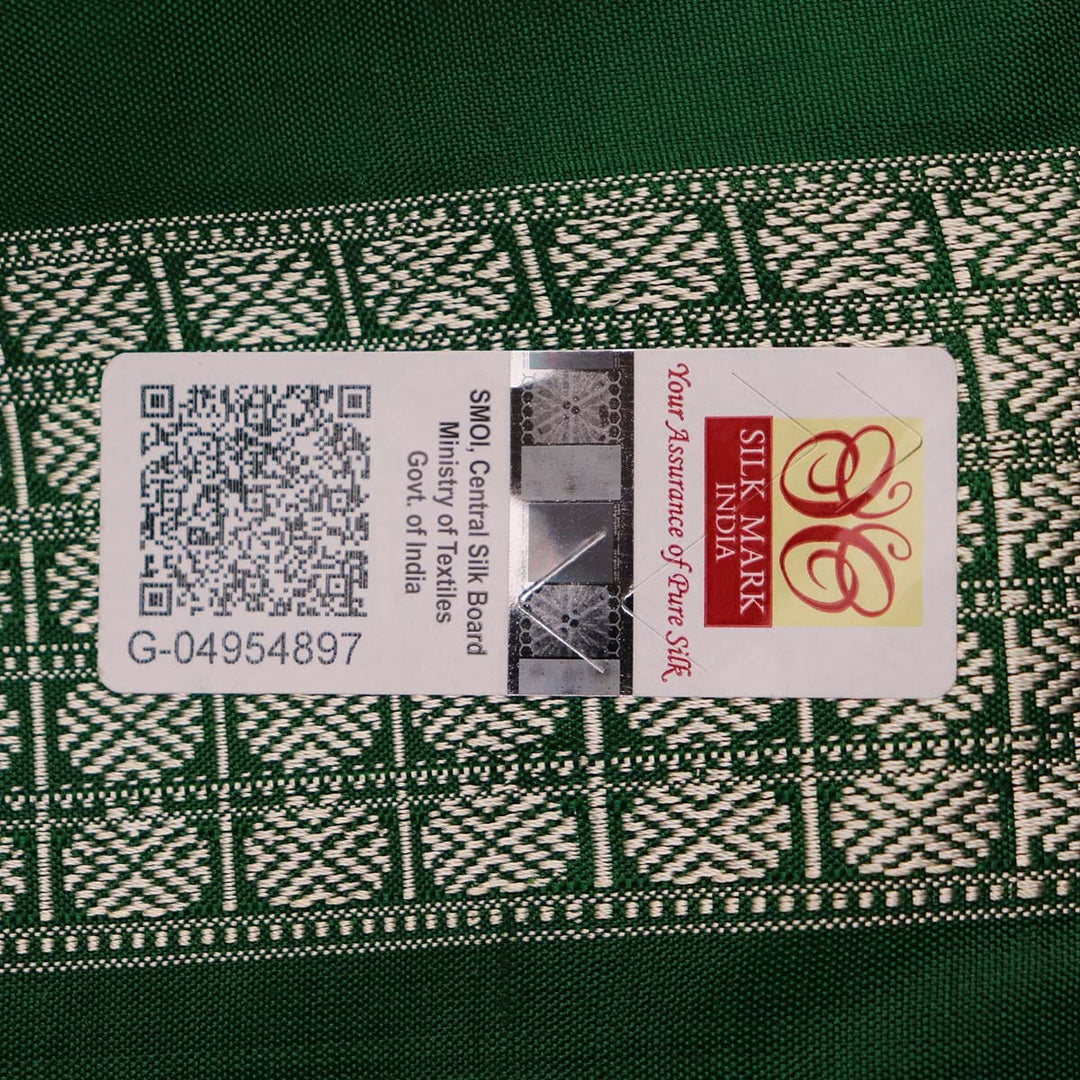 SILK MARK
INDIA
Your Assurance of Pure Silk
SMOI, Central Silk Board
Ministry of Textiles
Govt. of India
G-04954897